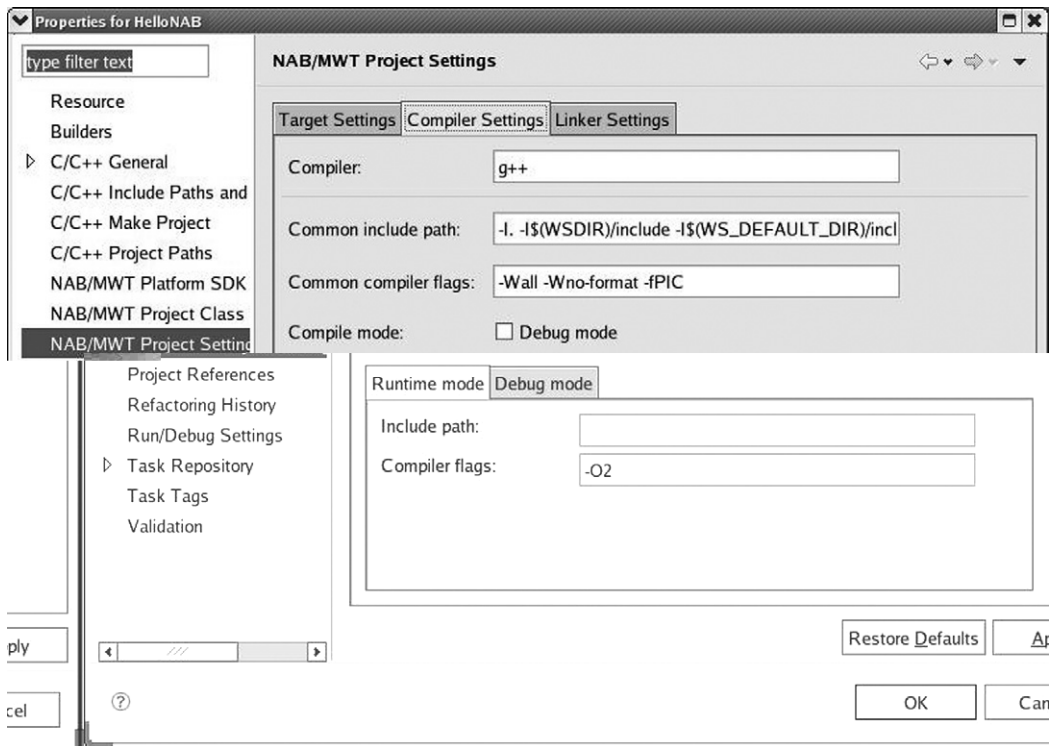 Properties for HelloNAB
type filter text
NAB/MWT Project Settings
Resource
Builders
C/C++ General
C/C++ Include Paths and
C/C++ Make Project
C/C++ Project Paths
NAB/MWT Platform SDK
NAB/MWT Project Class
NAB/MWT Project Setting
Project References
Refactoring History
Run/Debug Settings
Task Repository
Task Tags
Validation
Target Settings Compiler Settings Linker Settings
Compiler: g++
Common include path: -I. -I$(WSDIR)/include -I$(WS_DEFAULT_DIR)/incl
Common compiler flags: -Wall -Wno-format -fPIC
Compile mode: Debug mode
Runtime mode Debug mode
Include path:
Compiler flags: -O2
ply
Restore Defaults Ap
cel
OK Can